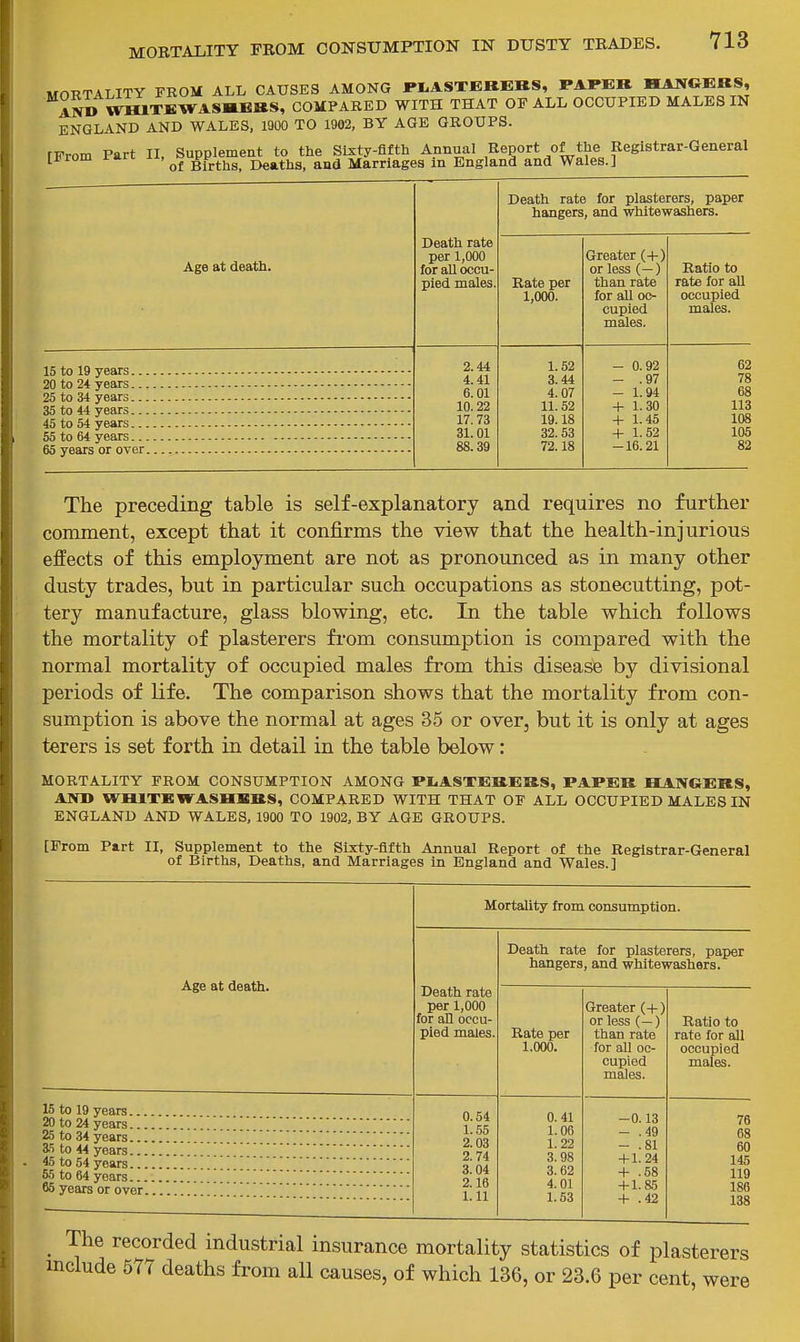 MORTALITY FROM CONSUMPTION IN DUSTY TRADES. 713
MORTALITY FROM ALL CAUSES AMONG PLASTERERS, PAPER HANGERS,
AND WHITEWASHERS, COMPARED WITH THAT OF ALL OCCUPIED MALES IN
ENGLAND AND WALES, 1900 TO 1902, BY AGE GROUPS.
[From Part II, Supplement to the Sixty-fifth Annual Report of the Registrar-General
of Births, Deaths, and Marriages in England and Wales.]
Age at death.
Death rate
per 1,000
for all occu-
pied males.
Death rate for plasterers, paper
hangers, and whitewashers.
Rate per
1,000.
Greater (+)
or less (—)
than rate
for all oc-
cupied
males.
Ratio to
rate for all
occupied
males.
15 to 19 years 2.44 1.52 — 0.92 62
20 to 24 years 4.41 3.44 — .97 78
25 to 34 years 6.01 4.07 — 1.94 68
35 to 44 years 10.22 11.52 + 1.30 113
45 to 54 years 17.73 19.18 + 1.45 108
55 to 64 years 31.01 32.53 + 1.52 105
65 years or over 88.39 72.18 —16.21 82
The preceding table is self-explanatory and requires no further
comment, except that it confirms the view that the health-injurious
effects of this employment are not as pronounced as in many other
dusty trades, but in particular such occupations as stonecutting, pot-
tery manufacture, glass blowing, etc. In the table which follows
the mortality of plasterers from consumption is compared with the
normal mortality of occupied males from this disease by divisional
periods of life. The comparison shows that the mortality from con-
sumption is above the normal at ages 35 or over, but it is only at ages
terers is set forth in detail in the table below:
MORTALITY FROM CONSUMPTION AMONG PLASTERERS, PAPER HANGERS,
AND WHITEWASHERS, COMPARED WITH THAT OF ALL OCCUPIED MALES IN
ENGLAND AND WALES, 1900 TO 1902, BY AGE GROUPS.
[From Part II, Supplement to the Sixty-fifth Annual Report of the Registrar-General
of Births, Deaths, and Marriages in England and Wales.]
Age at death.
Mortality from consumption.
Death rate
per 1,000
for all occu-
pied males.
Death rate for plasterers, paper
hangers, and whitewashers.
Rate per
1.000.
Greater (+)
or less (—)
than rate
for all oc-
cupied
males.
Ratio to
rate for all
occupied
males.
15 to 19 years 0.54 0.41 —0.13 76
20 to 24 years 1.55 1.06 — .49 68
25 to 34 years 2.03 1.22 — .81 60
35 to 44 years 2.74 3.98 +1.24 145
45 to 54 years 3.04 3.62 + .58 119
55 to 64 years 2.16 4.01 +1.85 186
65 years or over 1.11 1.53 + .42 138
The recorded industrial insurance mortality statistics of plasterers
include 577 deaths from all causes, of which 136, or 23.6 per cent, were